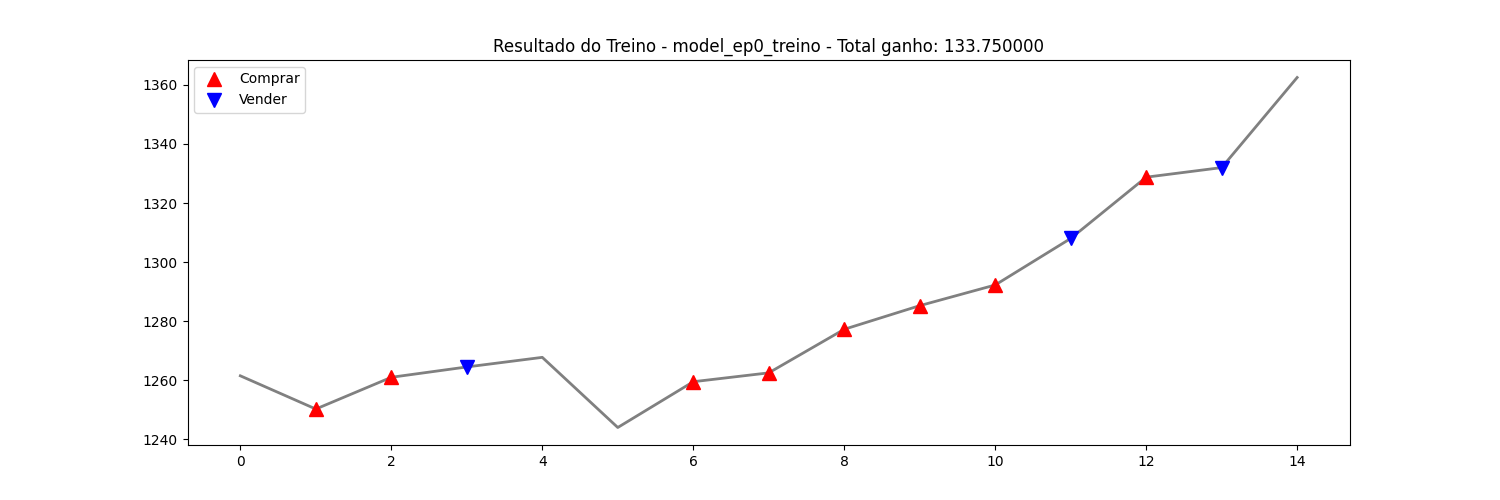 Resultado do Treino - model_ep0_treino - Total ganho: 133.750000
Comprar
Vender
1360
1340
1320
1300
1280
1260
1240
0 2 4 6 8 10 12 14